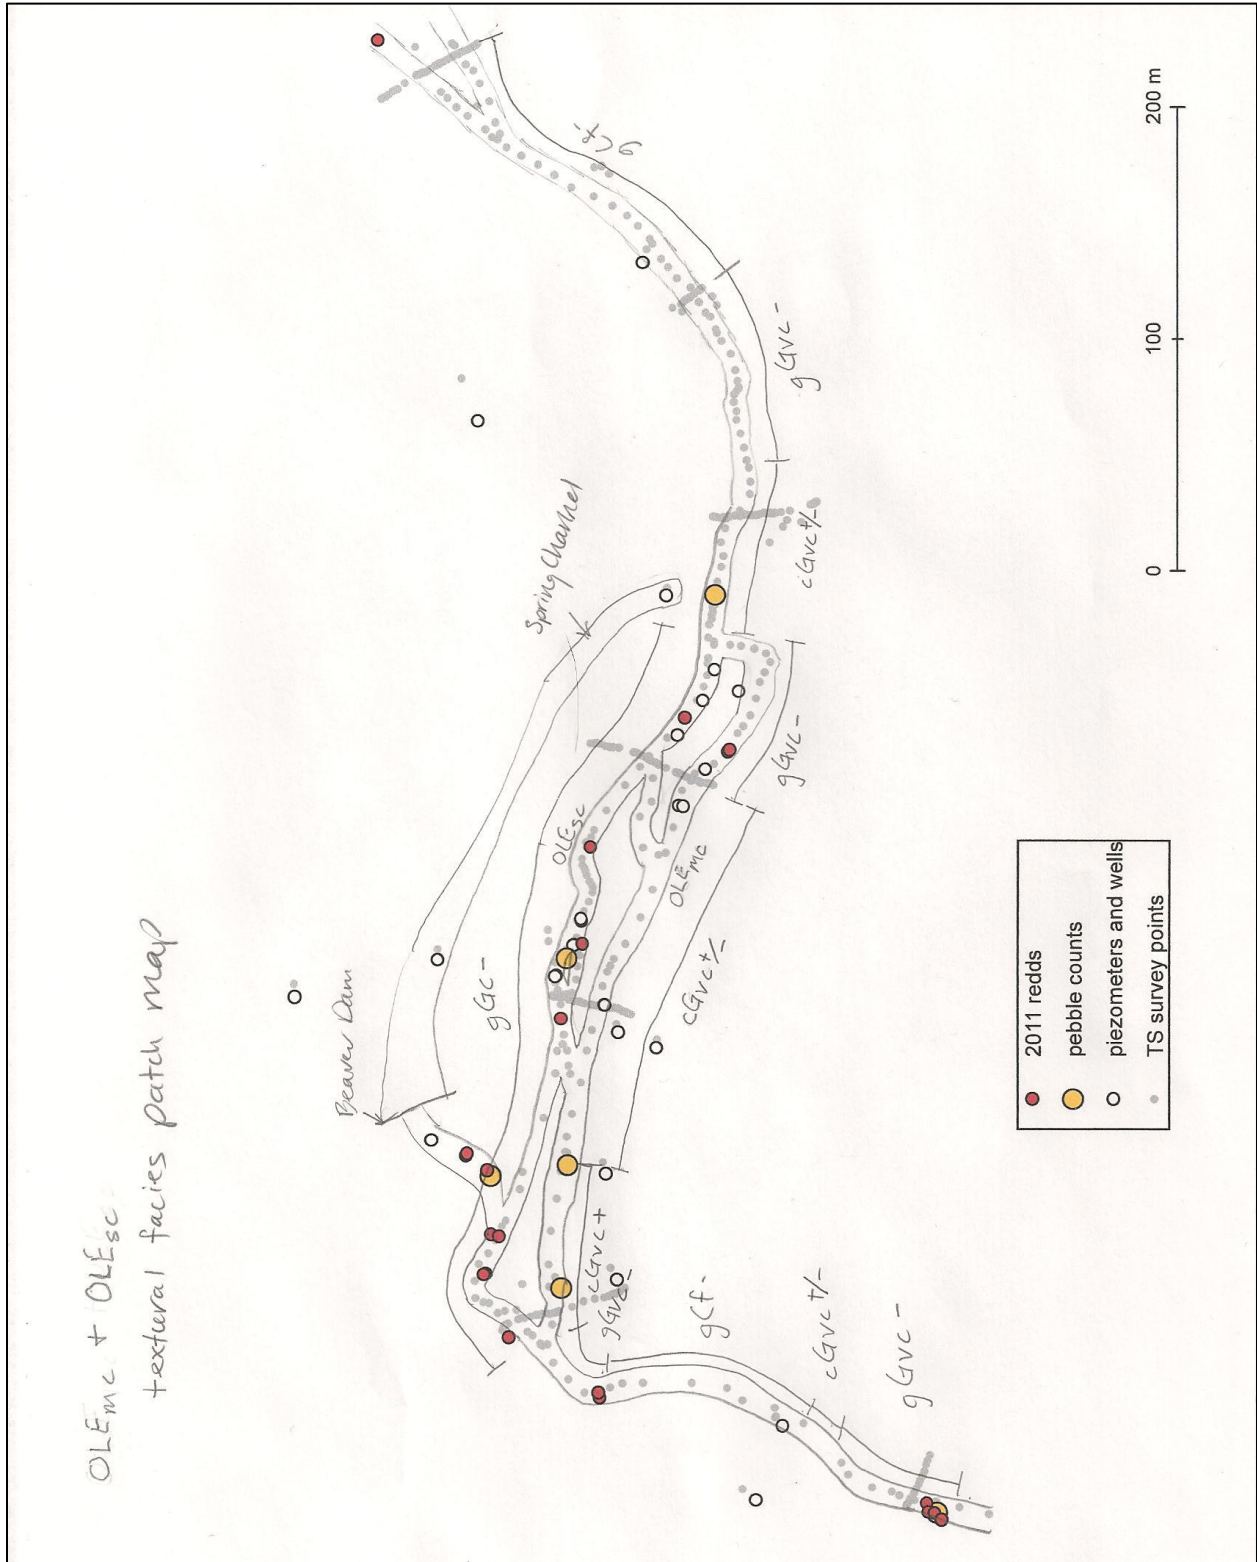 OLEmc + OLEsc
textural facies patch map
Beaver Dam
Spring Channel
gCf-
gGvc-
cGvc+/-
gGvc-
OLEsc
OLEmc
gGc-
cGvc+/-
cGvc+
gGvc-
gCf-
cGvc+/-
gGvc-
0
100
200 m
2011 redds
pebble counts
piezometers and wells
TS survey points